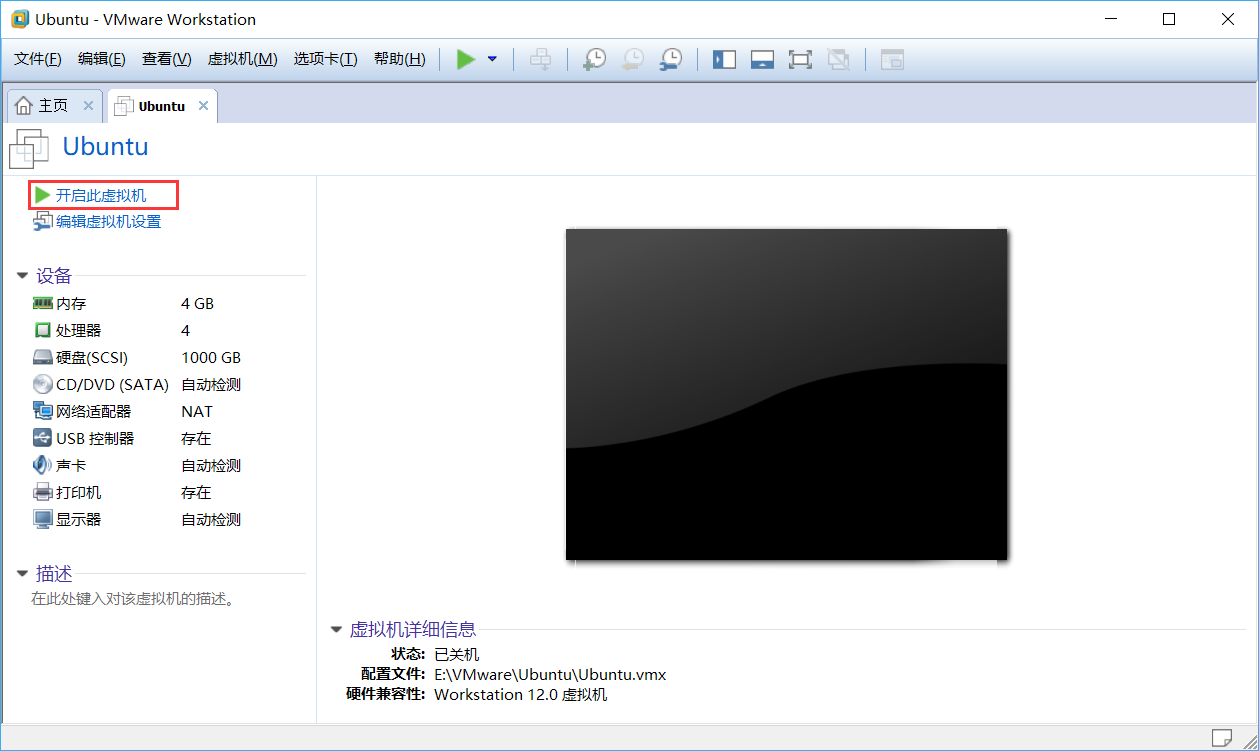 Ubuntu - VMware Workstation
文件(F) 编辑(E) 查看(V) 虚拟机(M) 选项卡(T) 帮助(H)
主页 Ubuntu
Ubuntu
开启此虚拟机
编辑虚拟机设置
设备
内存 4 GB
处理器 4
硬盘(SCSI) 1000 GB
CD/DVD (SATA) 自动检测
网络适配器 NAT
USB 控制器 存在
声卡 自动检测
打印机 存在
显示器 自动检测
描述
在此处键入对该虚拟机的描述。
虚拟机详细信息
状态: 已关机
配置文件: E:\VMware\Ubuntu\Ubuntu.vmx
硬件兼容性: Workstation 12.0 虚拟机